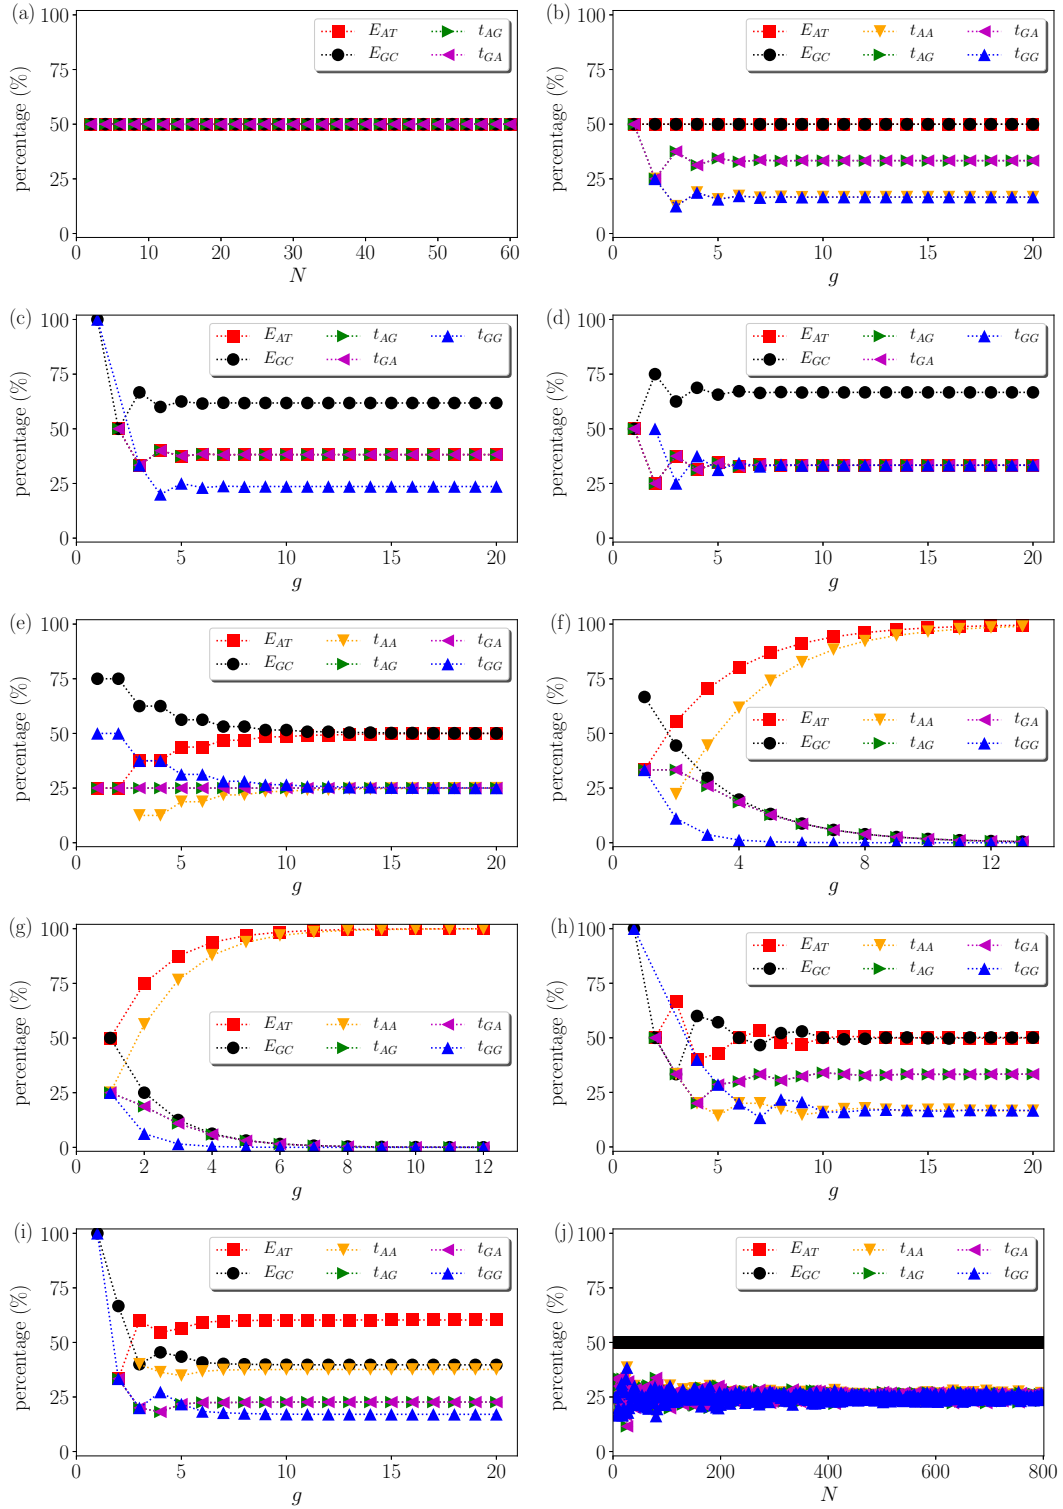 (a)
percentage (%)
100
75
50
25
0
E_AT t_AG
E_GC t_GA
0 10 20 30 40 50 60
N
(b)
percentage (%)
100
75
50
25
0
E_AT t_AA t_GA
E_GC t_AG t_GG
0 5 10 15 20
g
(c)
percentage (%)
100
75
50
25
0
E_AT t_AG t_GG
E_GC t_GA
0 5 10 15 20
g
(d)
percentage (%)
100
75
50
25
0
E_AT t_AG t_GG
E_GC t_GA
0 5 10 15 20
g
(e)
percentage (%)
100
75
50
25
0
E_AT t_AA t_GA
E_GC t_AG t_GG
0 5 10 15 20
g
(f)
percentage (%)
100
75
50
25
0
E_AT t_AA t_GA
E_GC t_AG t_GG
0 4 8 12
g
(g)
percentage (%)
100
75
50
25
0
E_AT t_AA t_GA
E_GC t_AG t_GG
0 2 4 6 8 10 12
g
(h)
percentage (%)
100
75
50
25
0
E_AT t_AA t_GA
E_GC t_AG t_GG
0 5 10 15 20
g
(i)
percentage (%)
100
75
50
25
0
E_AT t_AA t_GA
E_GC t_AG t_GG
0 5 10 15 20
g
(j)
percentage (%)
100
75
50
25
0
E_AT t_AA t_GA
E_GC t_AG t_GG
0 200 400 600 800
N